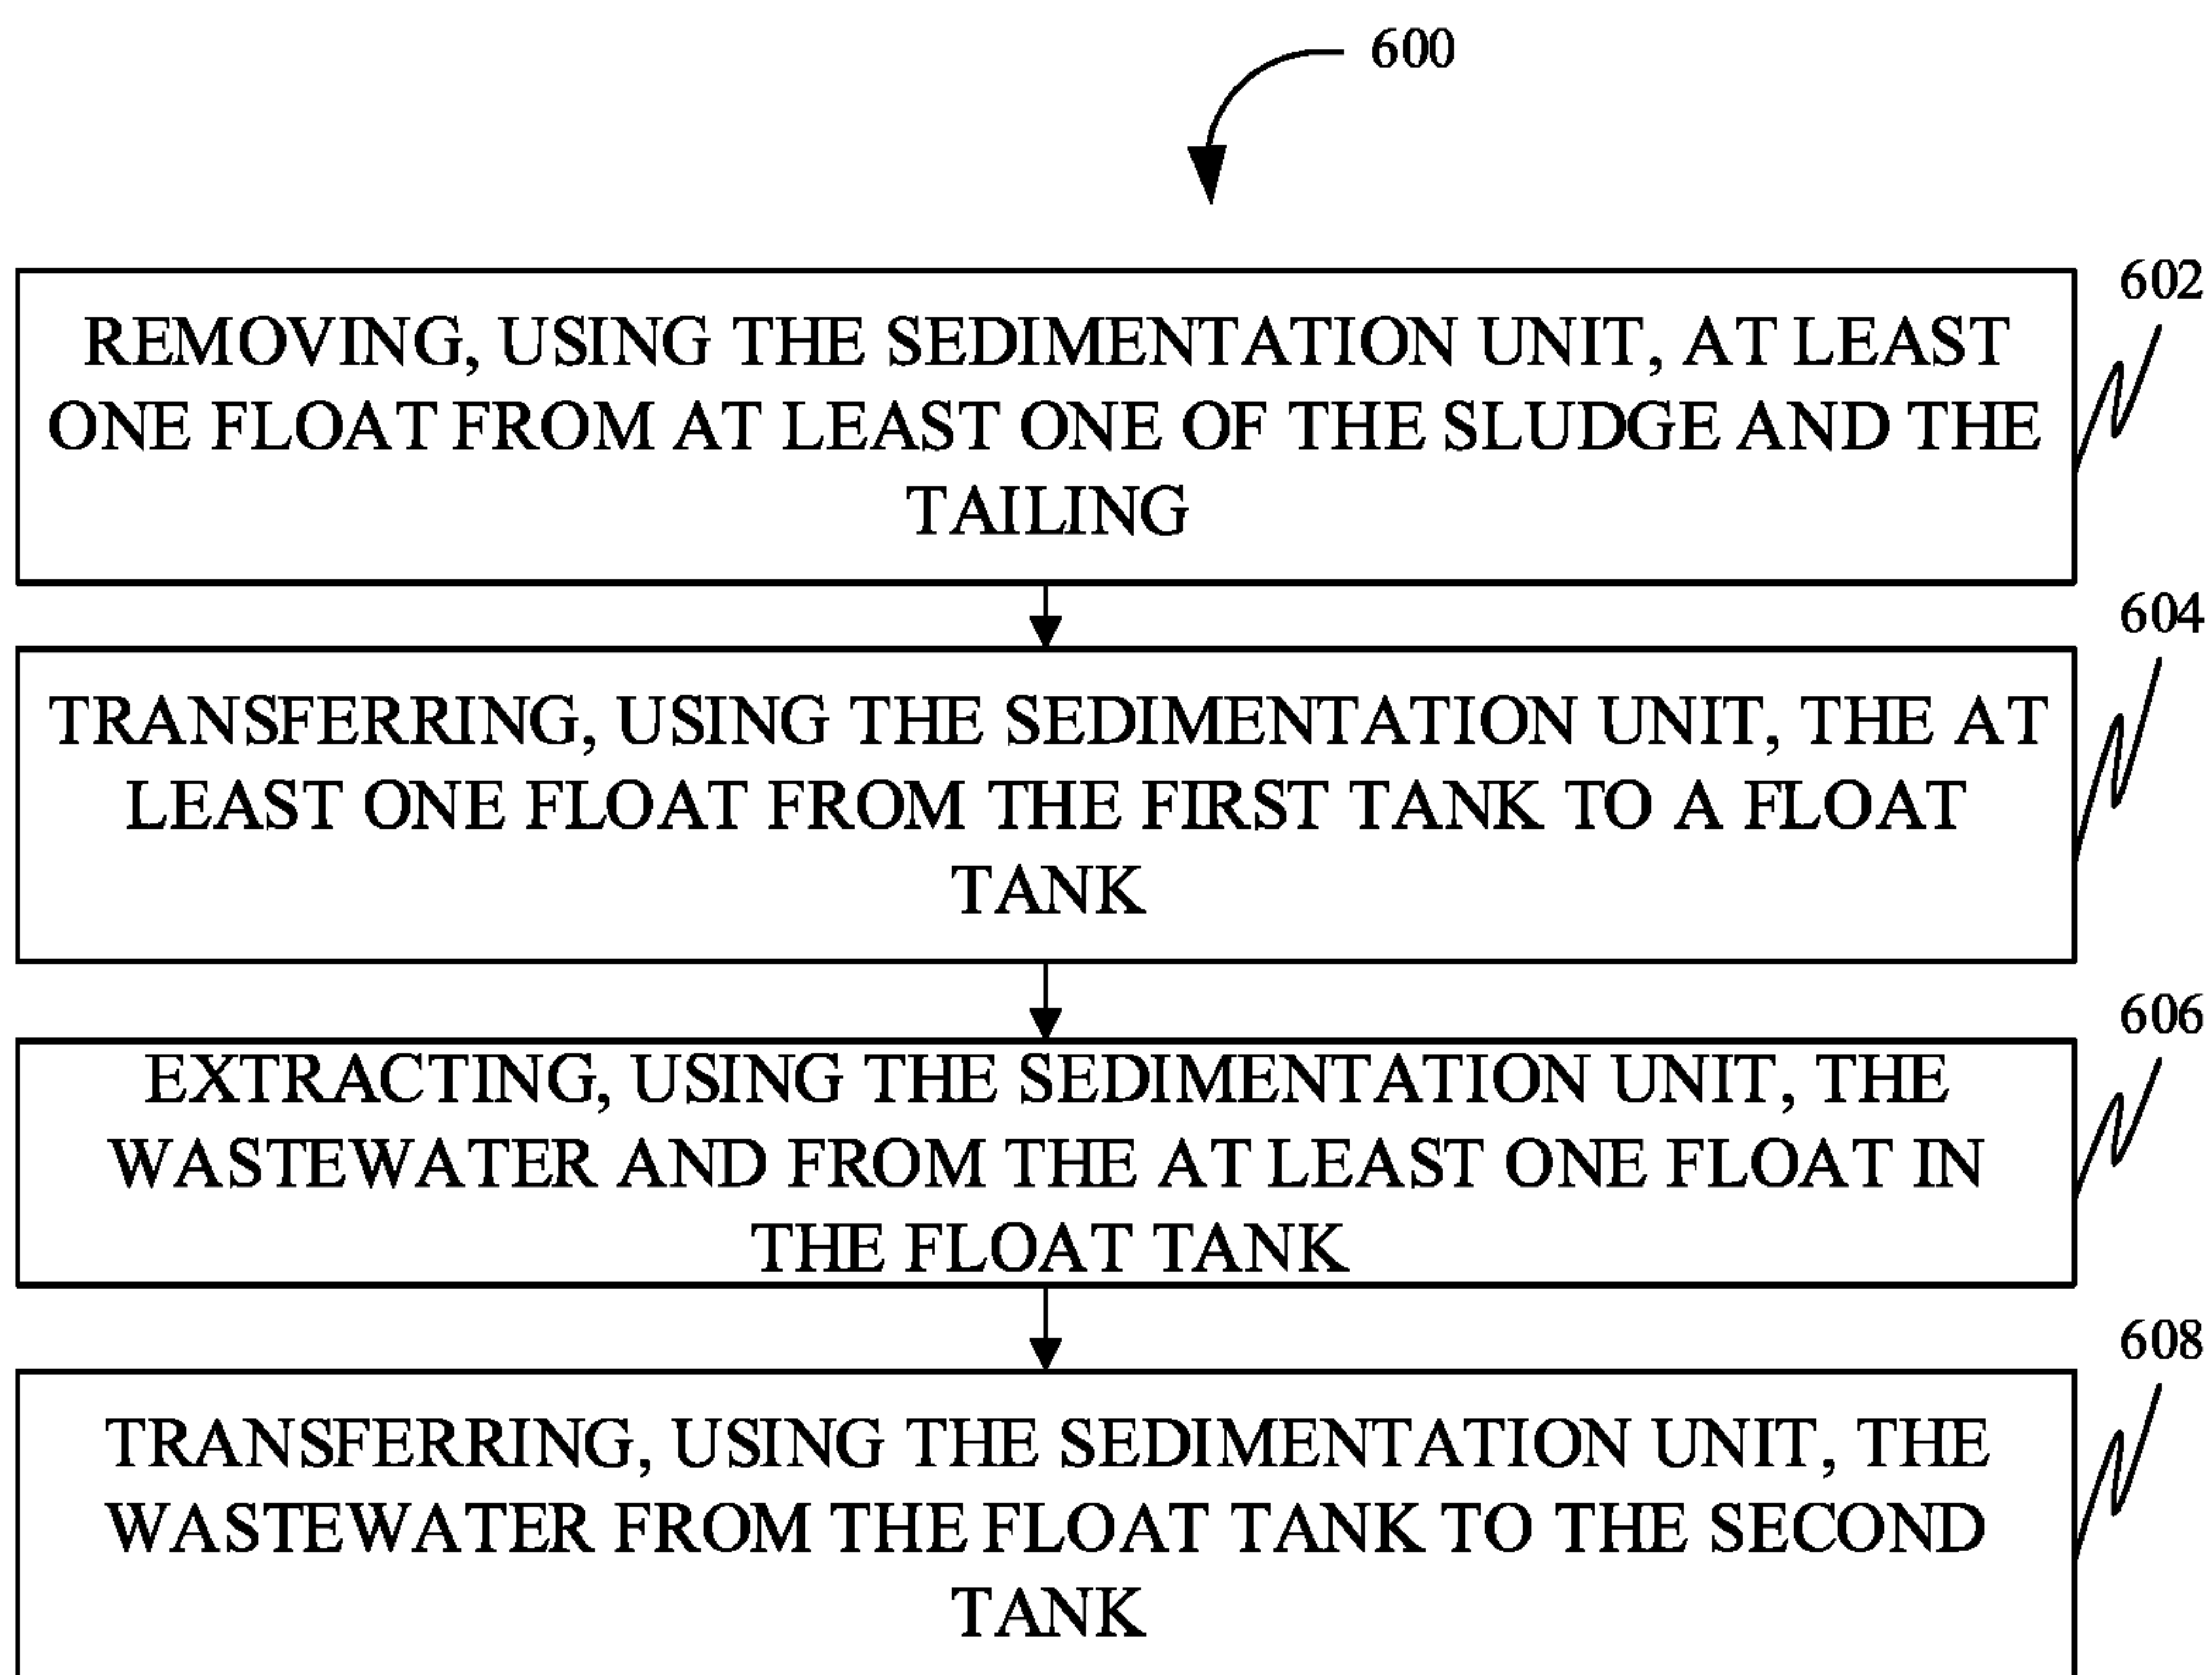 600
602
REMOVING, USING THE SEDIMENTATION UNIT, AT LEAST
ONE FLOAT FROM AT LEAST ONE OF THE SLUDGE AND THE
TAILING
604
TRANSFERRING, USING THE SEDIMENTATION UNIT, THE AT
LEAST ONE FLOAT FROM THE FIRST TANK TO A FLOAT
TANK
606
EXTRACTING, USING THE SEDIMENTATION UNIT, THE
WASTEWATER AND FROM THE AT LEAST ONE FLOAT IN
THE FLOAT TANK
608
TRANSFERRING, USING THE SEDIMENTATION UNIT, THE
WASTEWATER FROM THE FLOAT TANK TO THE SECOND
TANK